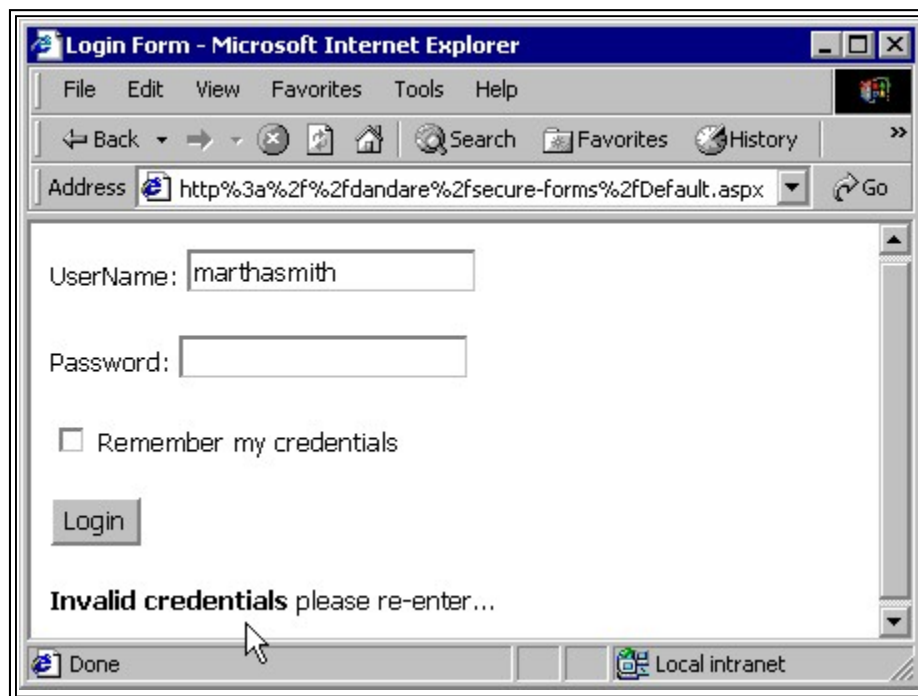 Login Form - Microsoft Internet Explorer
File Edit View Favorites Tools Help
Back Search Favorites History »
Address http%3a%2f%2fdandare%2fsecure-forms%2fDefault.aspx Go
UserName: marthasmith
Password:
Remember my credentials
Login
Invalid credentials please re-enter...
Done Local intranet